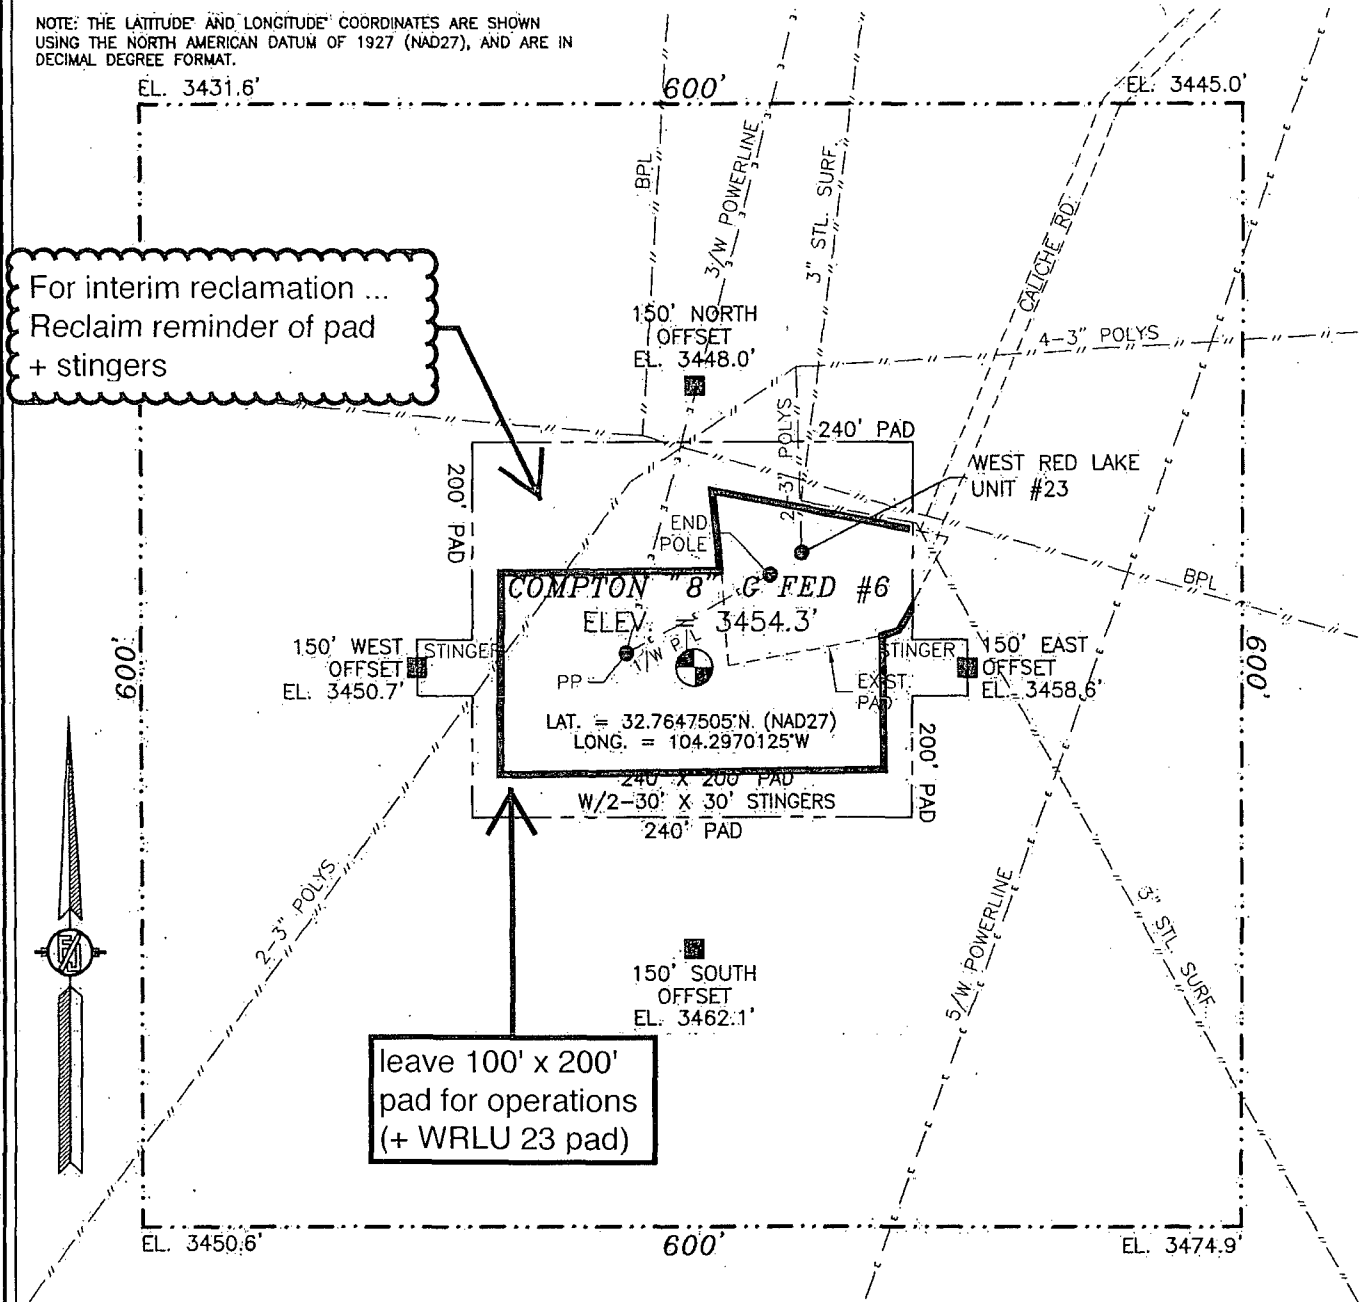 NOTE: THE LATITUDE AND LONGITUDE COORDINATES ARE SHOWN
USING THE NORTH AMERICAN DATUM OF 1927 (NAD27), AND ARE IN
DECIMAL DEGREE FORMAT.
EL. 3431.6'
600'
EL. 3445.0'
BPL
3/W POWERLINE
3" STL. SURF.
CALICHE RD.
For interim reclamation ...
Reclaim reminder of pad
+ stingers
150' NORTH
OFFSET
EL. 3448.0'
4-3" POLYS
2-3" POLYS
240' PAD
200' PAD
WEST RED LAKE
UNIT #23
END
POLE
COMPTON "8" G FED #6
ELEV. = 3454.3'
BPL
600'
150' WEST
OFFSET
EL. 3450.7'
STINGER
1/W P/L
PP
STINGER
150' EAST
OFFSET
EL. 3458.6'
600'
EXIST.
PAD
LAT. = 32.7647505°N (NAD27)
LONG. = 104.2970125°W
240' X 200' PAD
W/2-30' X 30' STINGERS
240' PAD
200' PAD
2-3" POLYS
5/W POWERLINE
3" STL. SURF.
150' SOUTH
OFFSET
EL. 3462.1'
leave 100' x 200'
pad for operations
(+ WRLU 23 pad)
EL. 3450.6'
600'
EL. 3474.9'